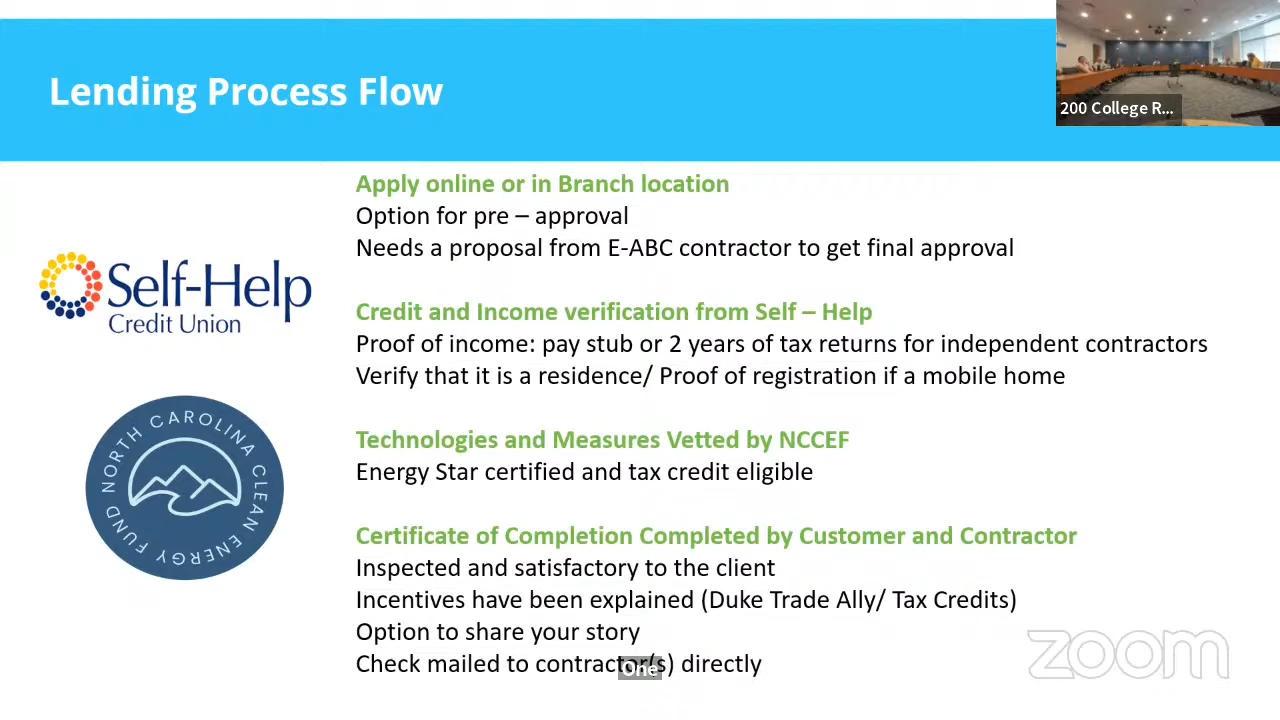 Lending Process Flow
200 College R...
Apply online or in Branch location
Option for pre – approval
Needs a proposal from E-ABC contractor to get final approval
Self-Help
Credit Union
Credit and Income verification from Self – Help
Proof of income: pay stub or 2 years of tax returns for independent contractors
Verify that it is a residence/ Proof of registration if a mobile home
NORTH CAROLINA CLEAN ENERGY FUND
Technologies and Measures Vetted by NCCEF
Energy Star certified and tax credit eligible
Certificate of Completion Completed by Customer and Contractor
Inspected and satisfactory to the client
Incentives have been explained (Duke Trade Ally/ Tax Credits)
Option to share your story
Check mailed to contractor(s) directly
One
zoom